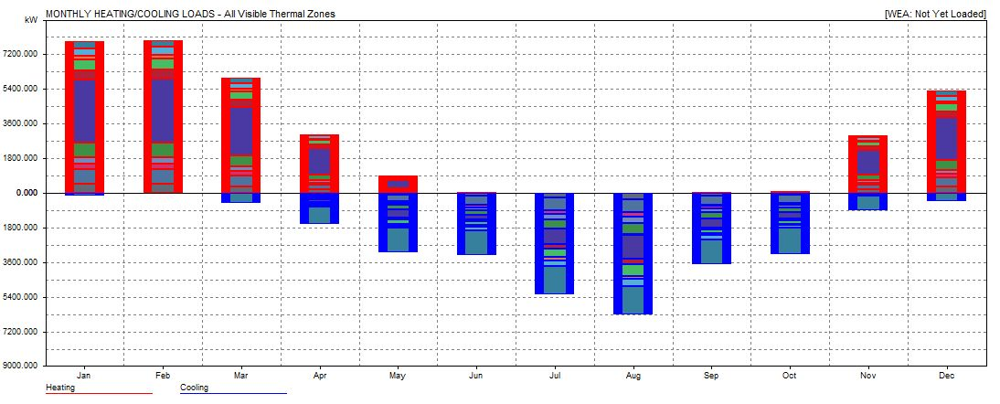 MONTHLY HEATING/COOLING LOADS - All Visible Thermal Zones [WEA: Not Yet Loaded]
kW
7200.000
5400.000
3600.000
1800.000
0.000
1800.000
3600.000
5400.000
7200.000
9000.000
Jan Feb Mar Apr May Jun Jul Aug Sep Oct Nov Dec
Heating Cooling